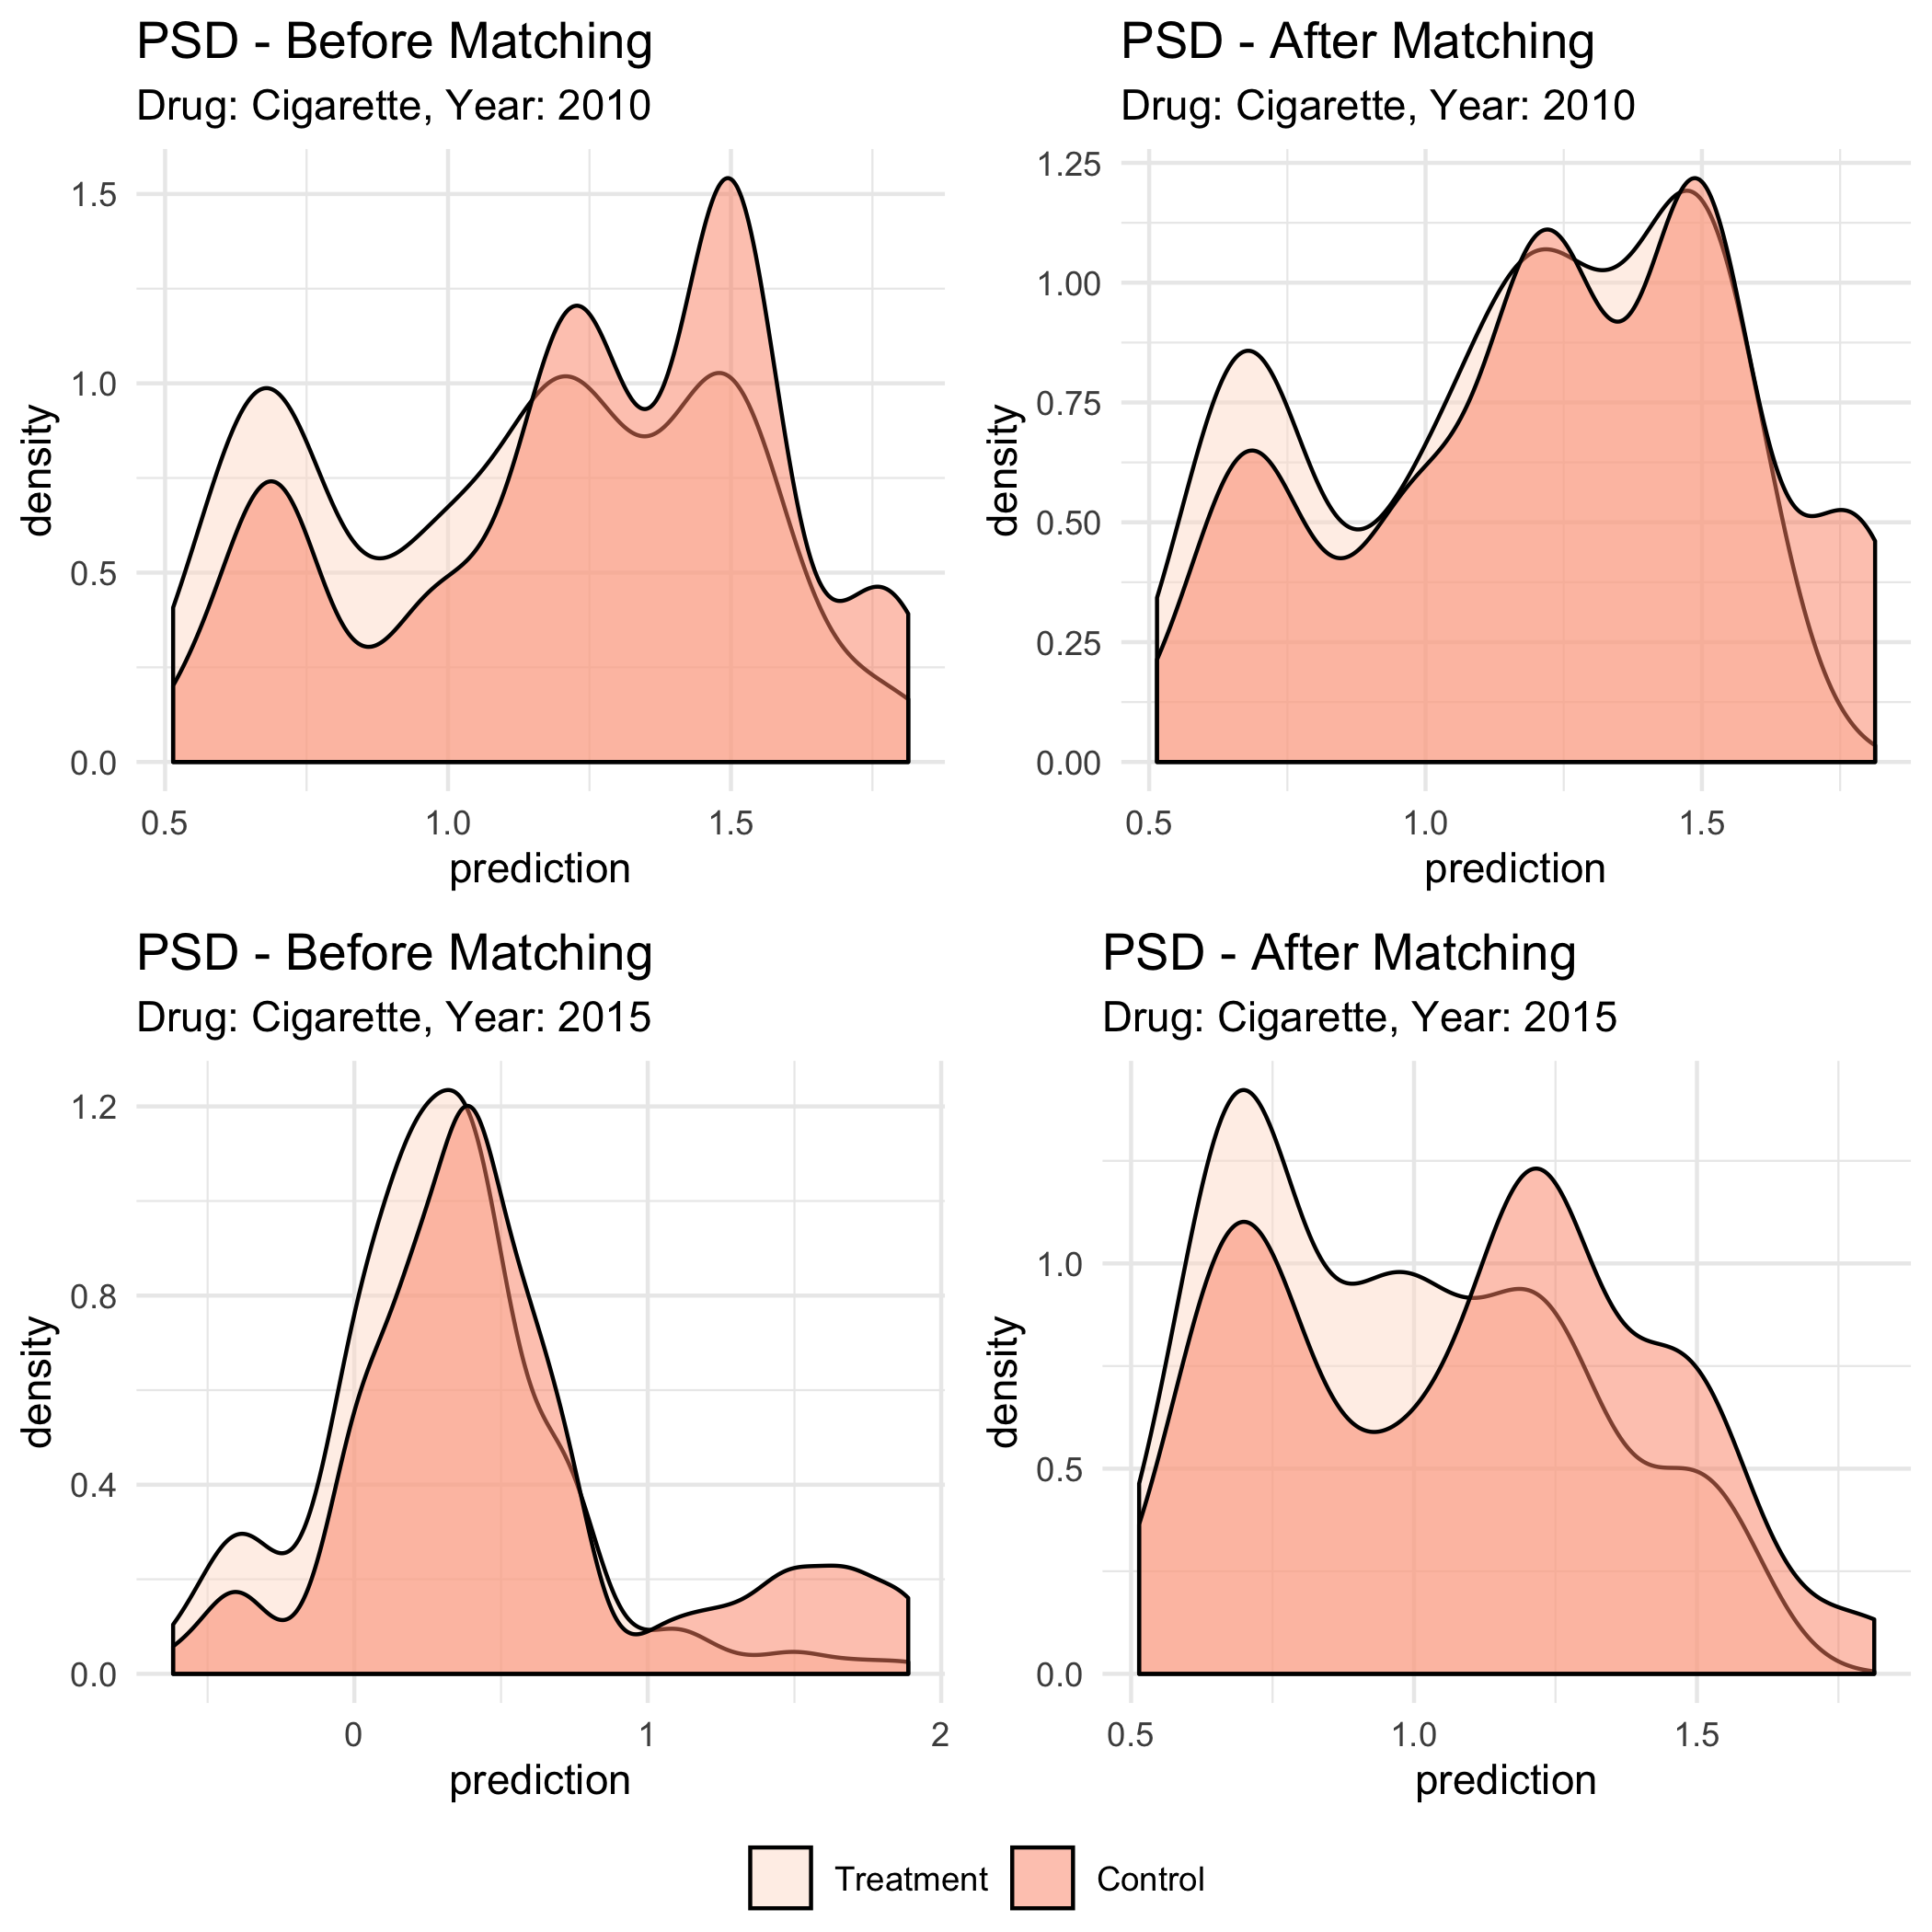 PSD - Before Matching
Drug: Cigarette, Year: 2010
1.5
1.0
0.5
0.0
density
0.5 1.0 1.5
prediction
PSD - After Matching
Drug: Cigarette, Year: 2010
1.25
1.00
0.75
0.50
0.25
0.00
density
0.5 1.0 1.5
prediction
PSD - Before Matching
Drug: Cigarette, Year: 2015
1.2
0.8
0.4
0.0
density
0 1 2
prediction
PSD - After Matching
Drug: Cigarette, Year: 2015
1.0
0.5
0.0
density
0.5 1.0 1.5
prediction
Treatment Control